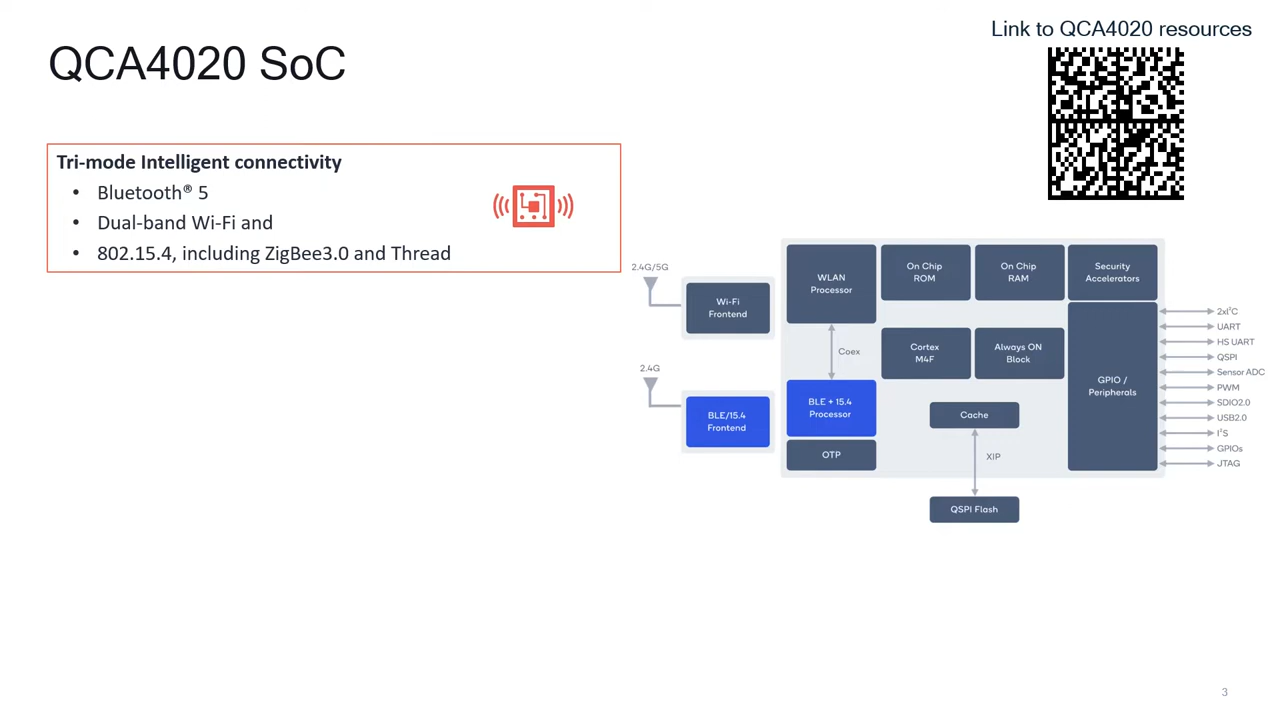 Link to QCA4020 resources
QCA4020 SoC
Tri-mode Intelligent connectivity
• Bluetooth® 5
• Dual-band Wi-Fi and
• 802.15.4, including ZigBee3.0 and Thread
2.4G/5G
Wi-Fi
Frontend
2.4G
BLE/15.4
Frontend
WLAN
Processor
Coex
BLE + 15.4
Processor
OTP
On Chip
ROM
On Chip
RAM
Security
Accelerators
Cortex
M4F
Always ON
Block
Cache
XIP
QSPI Flash
GPIO /
Peripherals
2xI²C
UART
HS UART
QSPI
Sensor ADC
PWM
SDIO2.0
USB2.0
I²S
GPIOs
JTAG
3